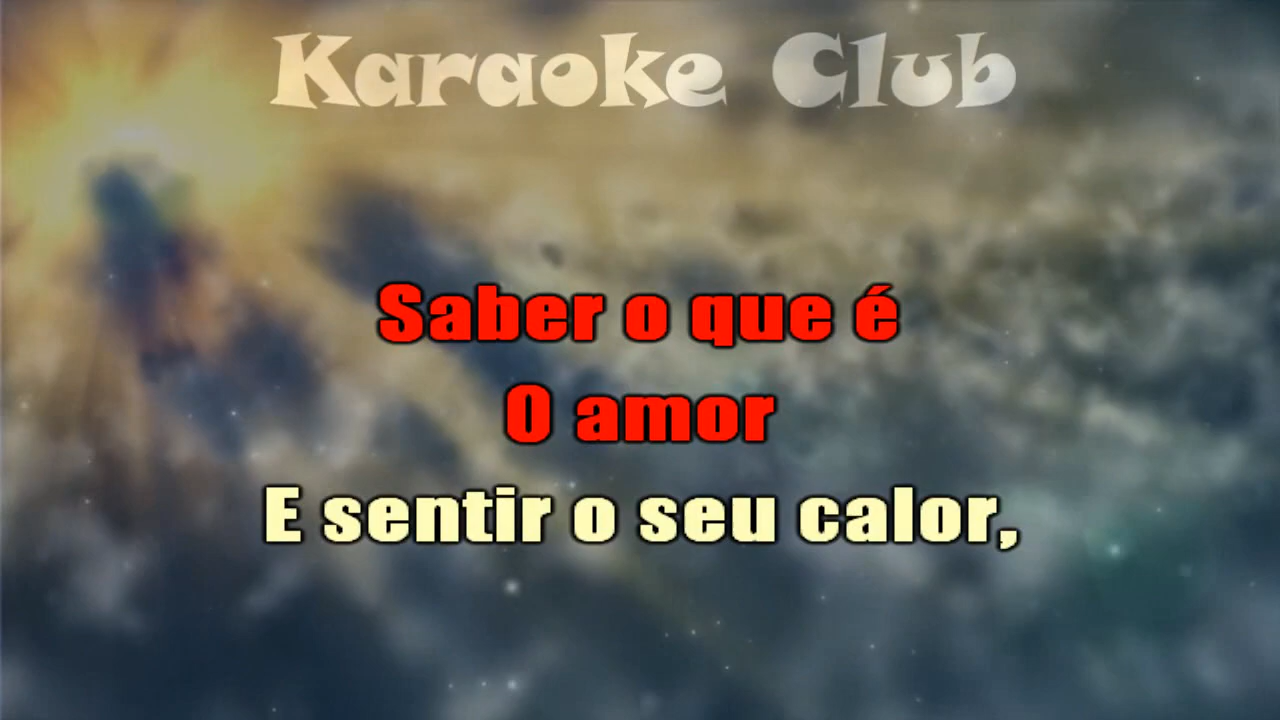 Karaoke Club
Saber o que é
O amor
E sentir o seu calor,